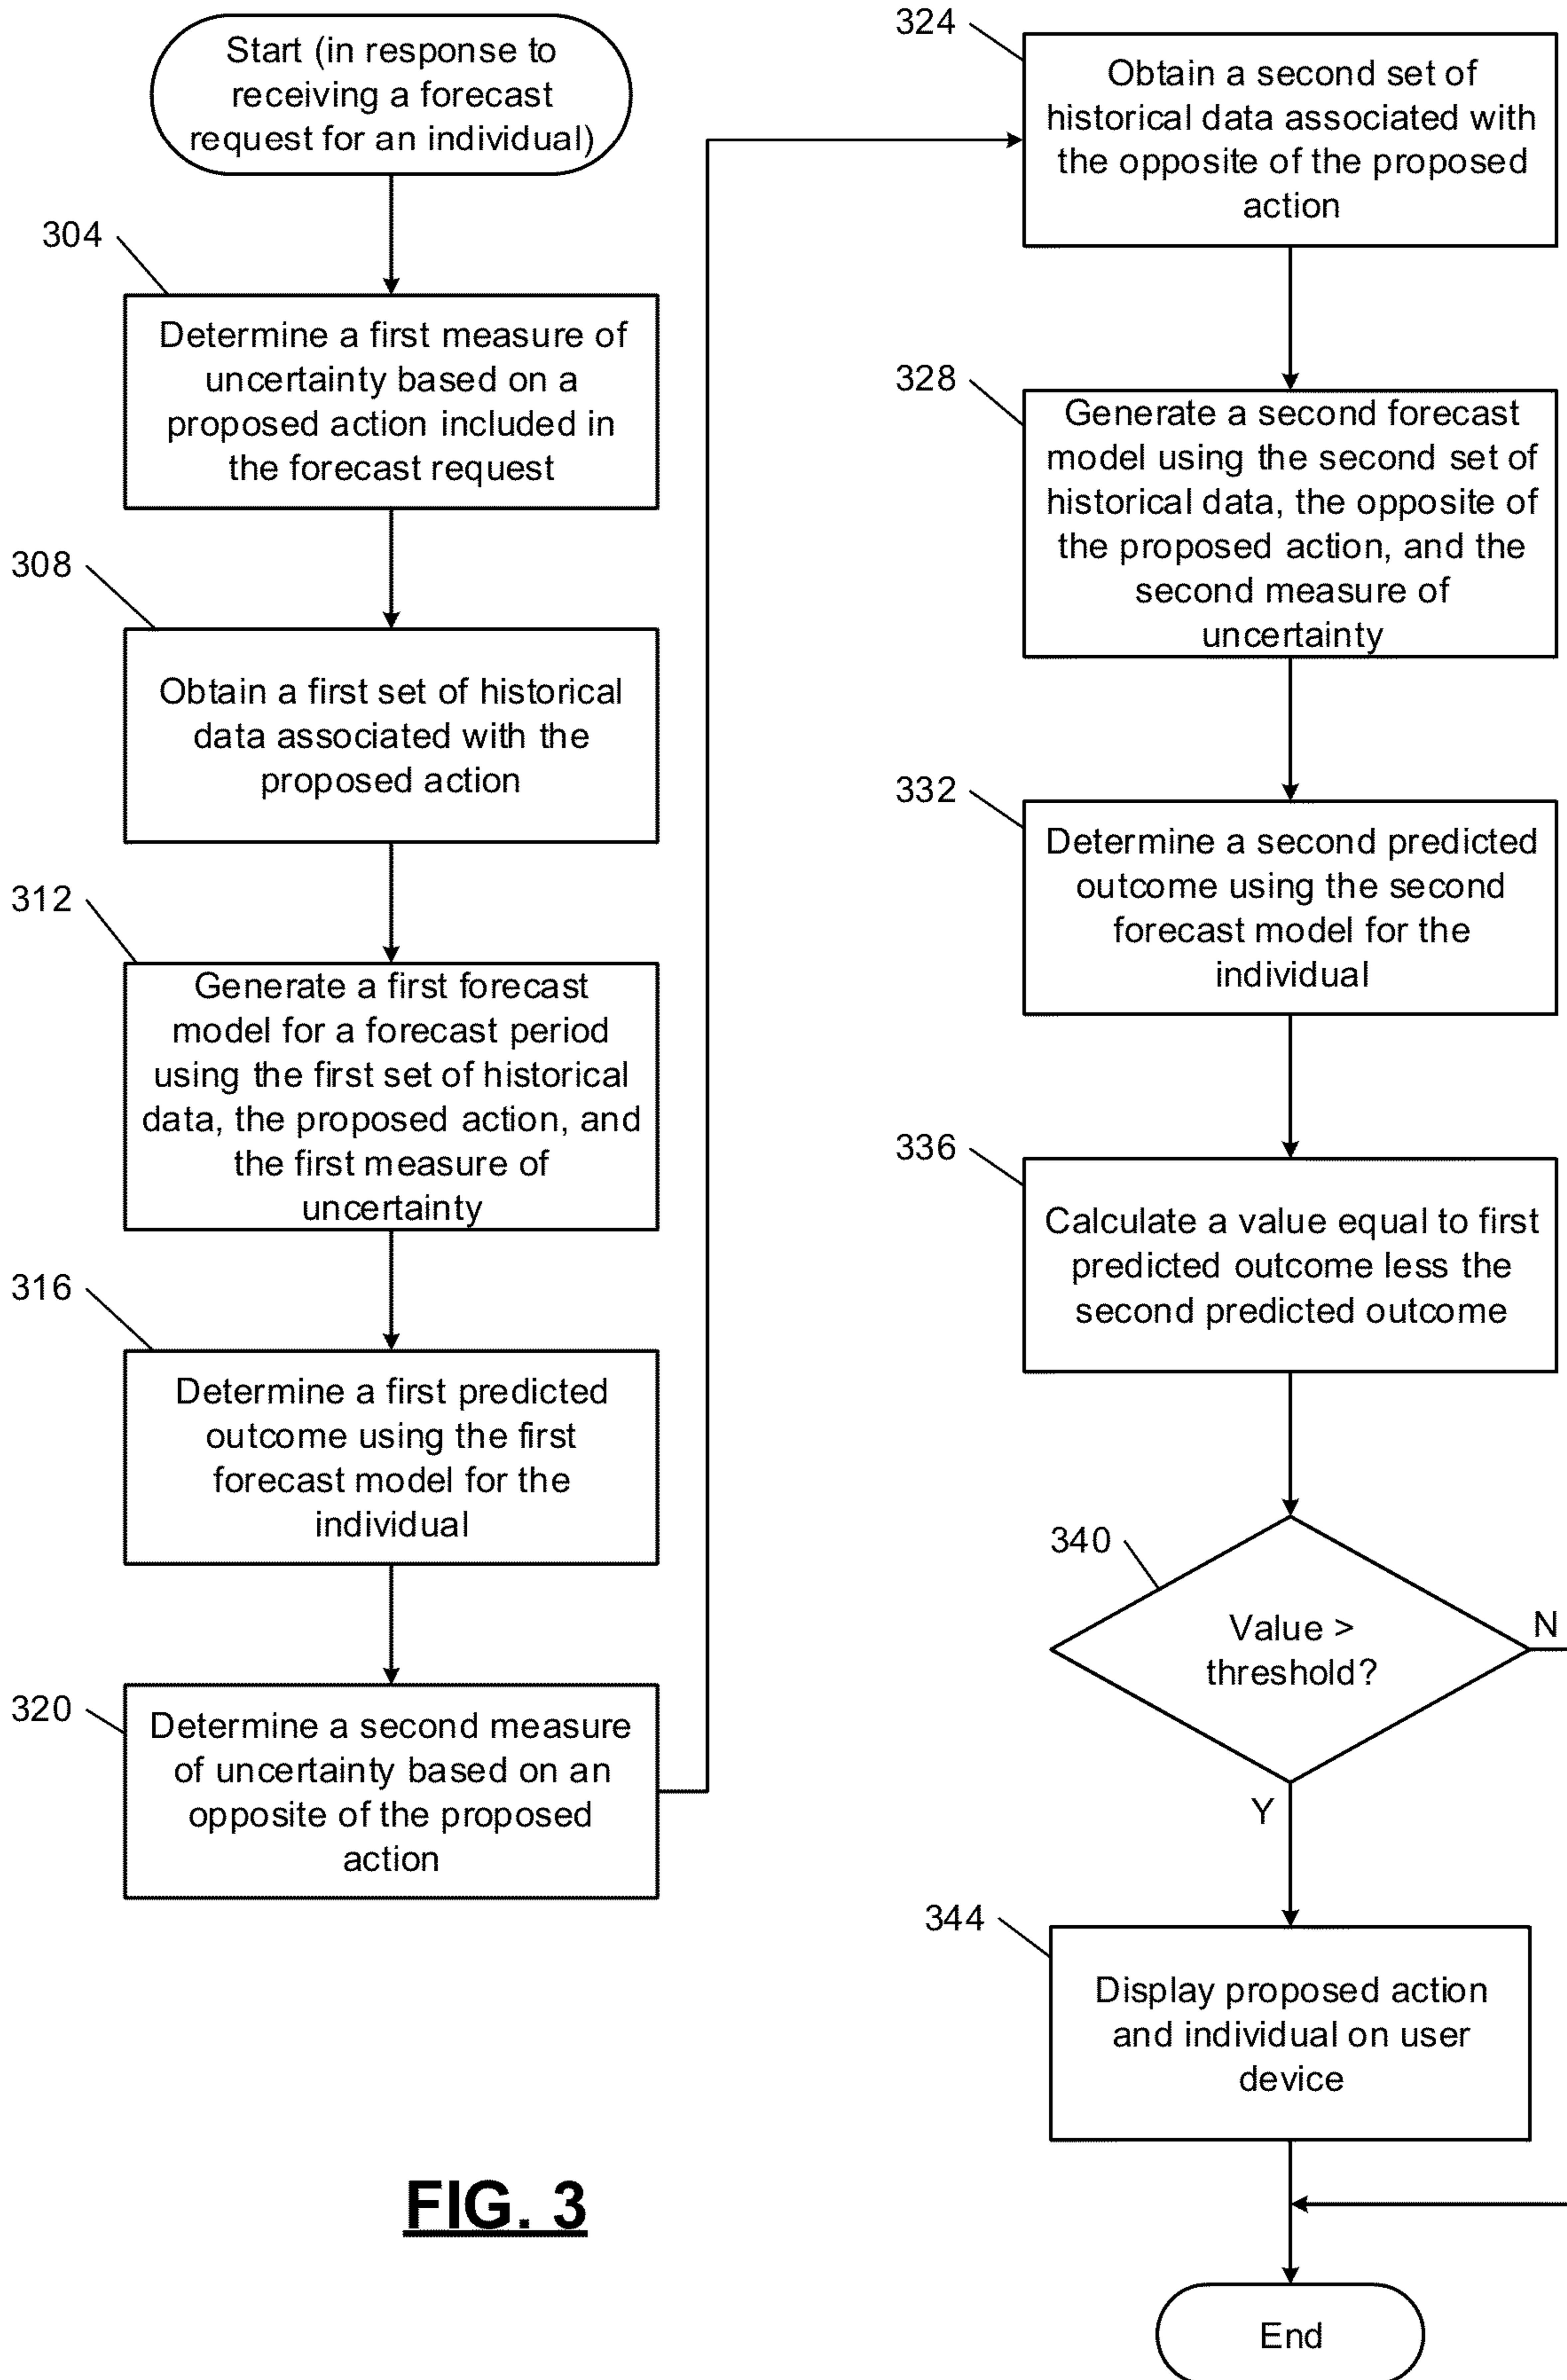 Start (in response to
receiving a forecast
request for an individual)
304
Determine a first measure of
uncertainty based on a
proposed action included in
the forecast request
308
Obtain a first set of historical
data associated with the
proposed action
312
Generate a first forecast
model for a forecast period
using the first set of historical
data, the proposed action, and
the first measure of
uncertainty
316
Determine a first predicted
outcome using the first
forecast model for the
individual
320
Determine a second measure
of uncertainty based on an
opposite of the proposed
action
324
Obtain a second set of
historical data associated with
the opposite of the proposed
action
328
Generate a second forecast
model using the second set of
historical data, the opposite of
the proposed action, and the
second measure of
uncertainty
332
Determine a second predicted
outcome using the second
forecast model for the
individual
336
Calculate a value equal to first
predicted outcome less the
second predicted outcome
340
Value >
threshold?
N
Y
344
Display proposed action
and individual on user
device
End
FIG. 3